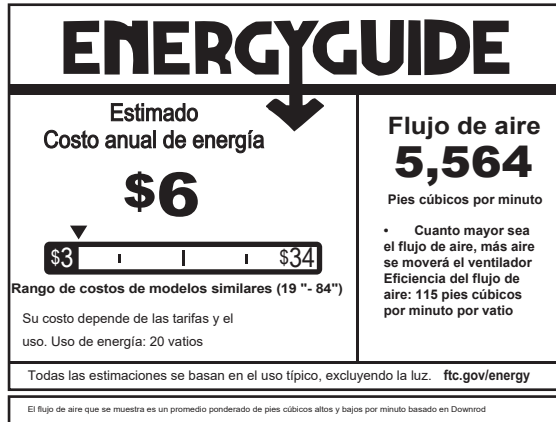 ENERGYGUIDE
Estimado
Costo anual de energía
$6
$3
$34
Rango de costos de modelos similares (19 "- 84")
Su costo depende de las tarifas y el
uso. Uso de energía: 20 vatios
Flujo de aire
5,564
Pies cúbicos por minuto
• Cuanto mayor sea
el flujo de aire, más aire
se moverá el ventilador
Eficiencia del flujo de
aire: 115 pies cúbicos
por minuto por vatio
Todas las estimaciones se basan en el uso típico, excluyendo la luz. ftc.gov/energy
El flujo de aire que se muestra es un promedio ponderado de pies cúbicos altos y bajos por minuto basado en Downrod